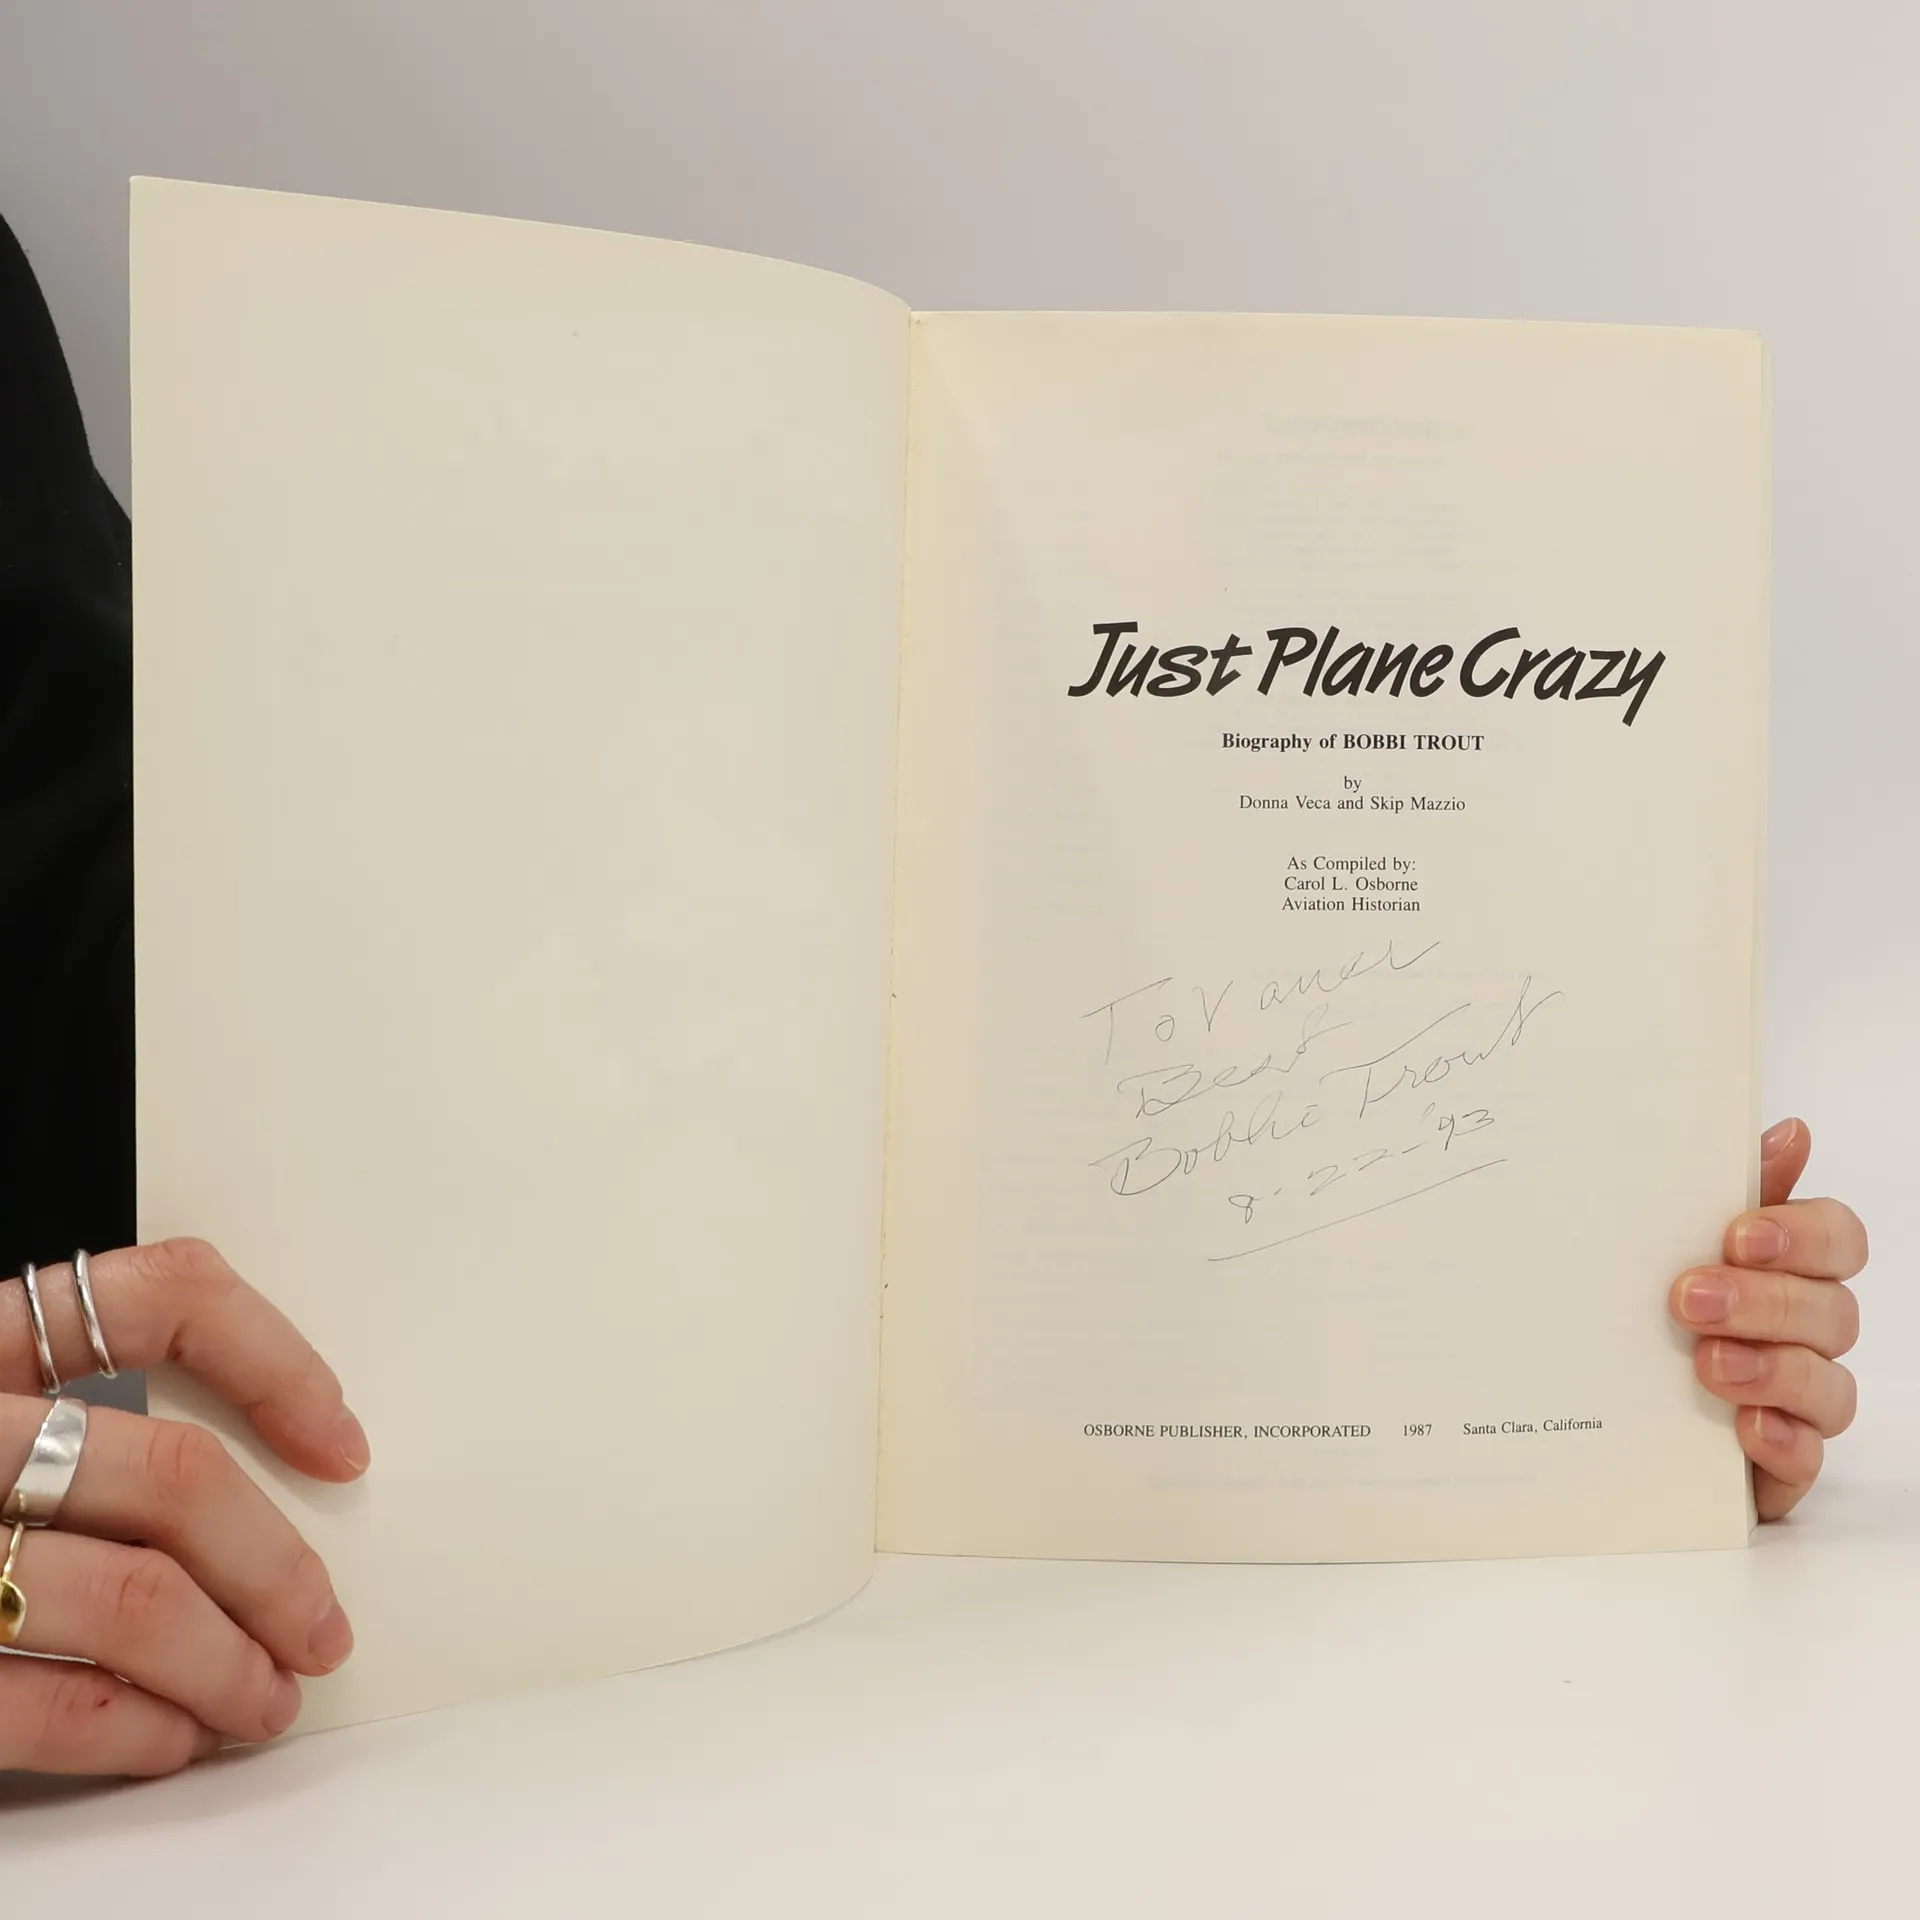 Just Plane Crazy
Biography of BOBBI TROUT
by
Donna Veca and Skip Mazzio
As Compiled by:
Carol L. Osborne
Aviation Historian
To
Best
Bobbi Trout
8-22-'93
OSBORNE PUBLISHER, INCORPORATED 1987 Santa Clara, California